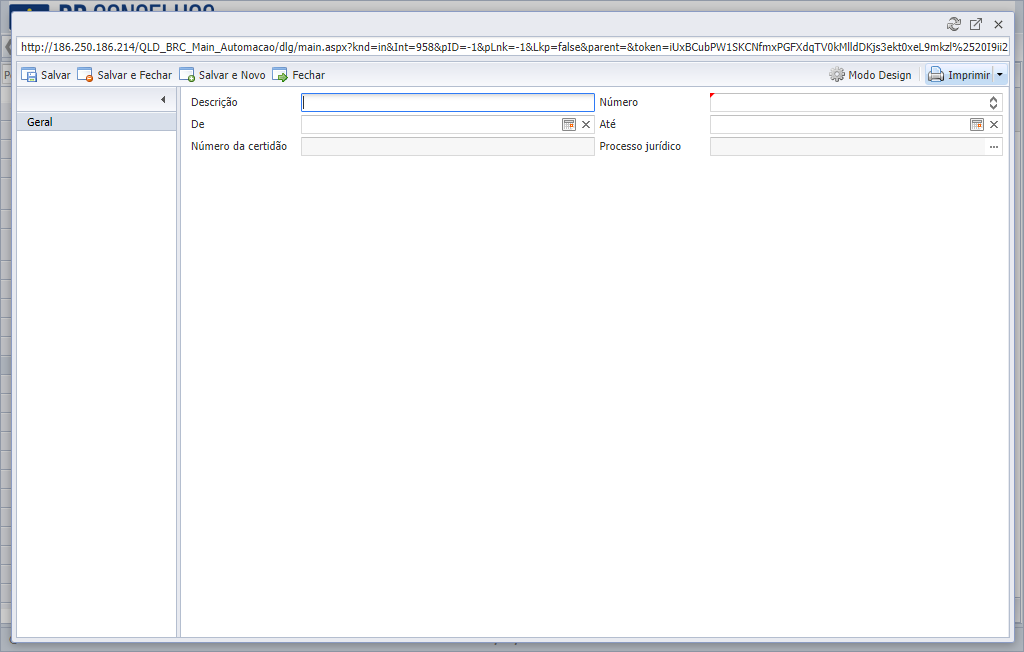 http://186.250.186.214/QLD_BRC_Main_Automacao/dlg/main.aspx?knd=in&Int=958&pID=-1&pLnk=-1&Lkp=false&parent=&token=iUxBCubPW1SKCNfmxPGFXdqTV0kMlldDKjs3ekt0xeL9mkzl%2520I9ii2
Salvar Salvar e Fechar Salvar e Novo Fechar Modo Design Imprimir
Geral
Descrição Número
De Até
Número da certidão Processo jurídico